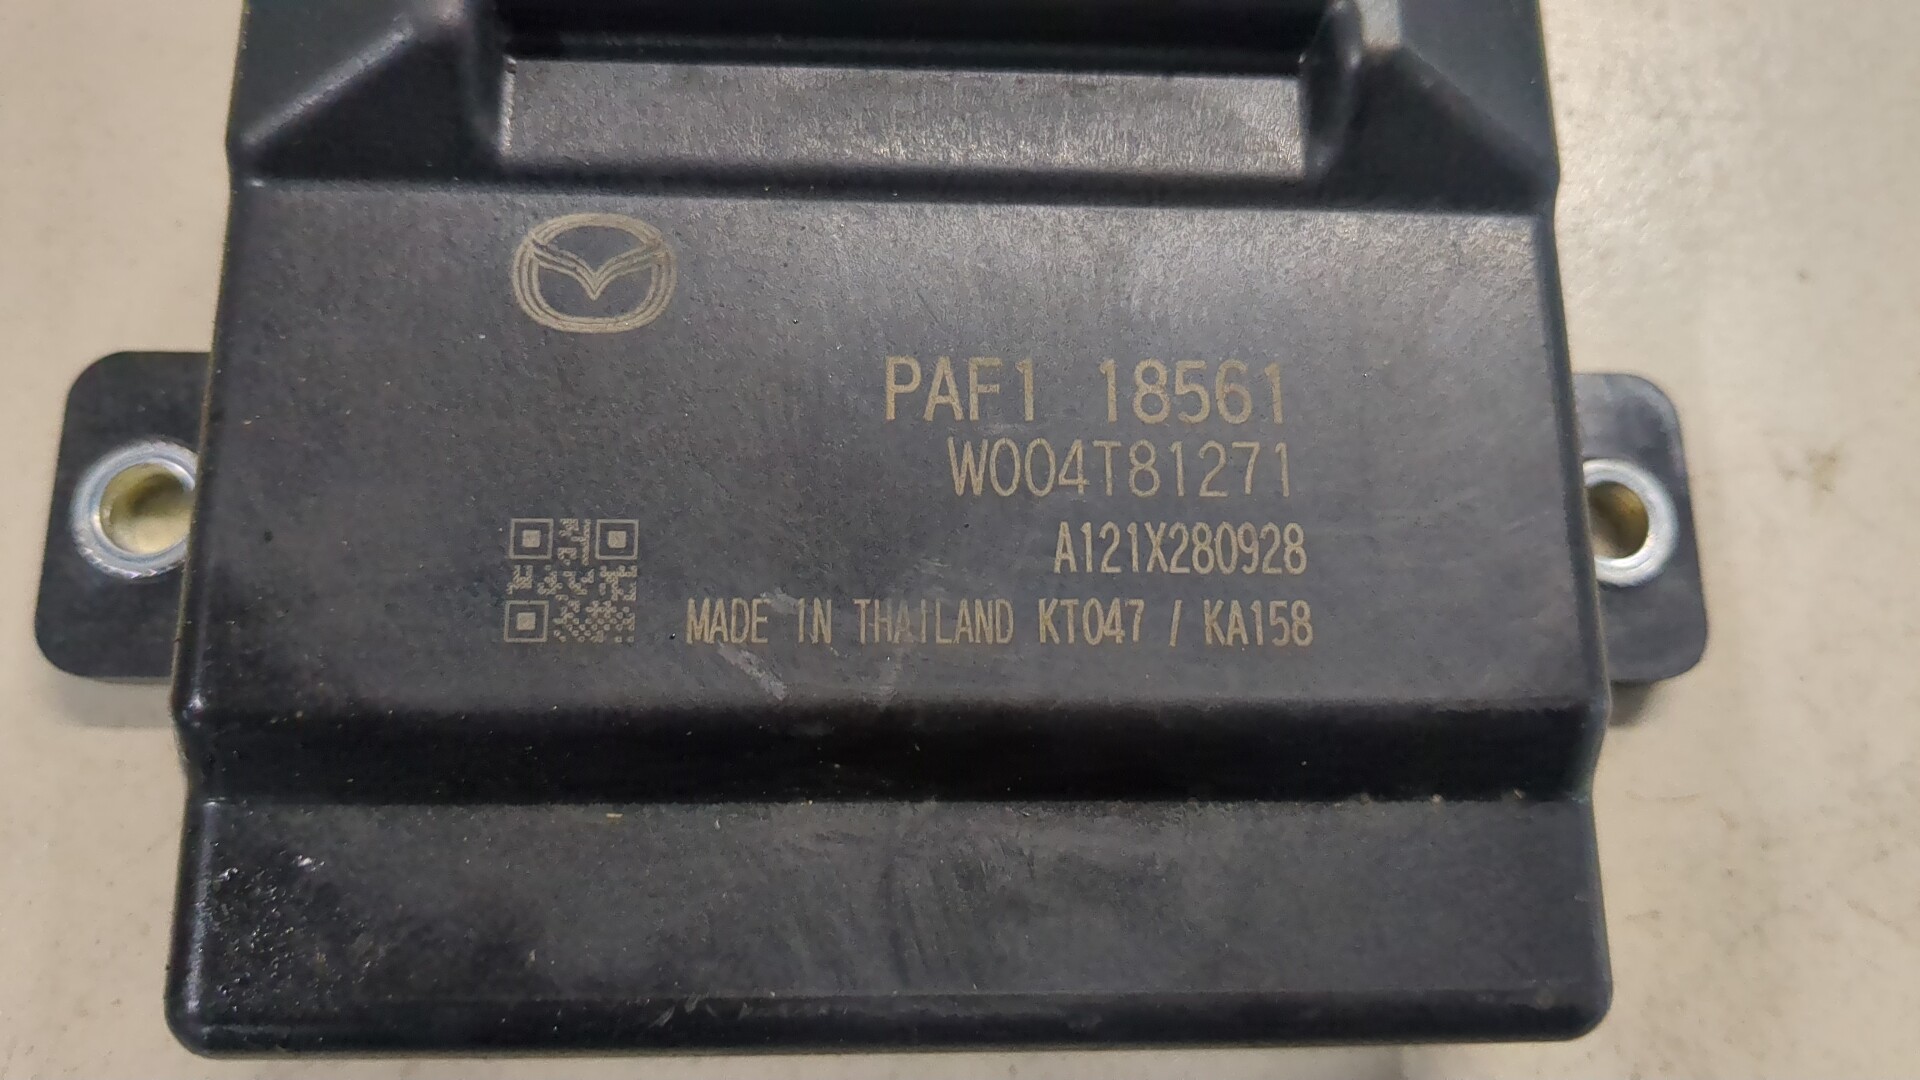 PAF1 18561
W004T81271
A121X280928
MADE IN THAILAND KT047 / KA158